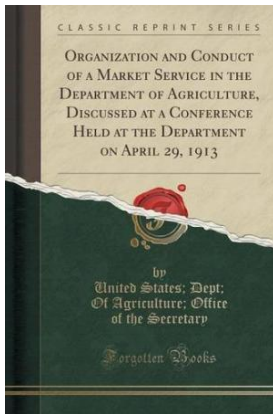 CLASSIC REPRINT SERIES
ORGANIZATION AND CONDUCT
OF A MARKET SERVICE IN THE
DEPARTMENT OF AGRICULTURE,
DISCUSSED AT A CONFERENCE
HELD AT THE DEPARTMENT
ON APRIL 29, 1913
by
United States; Dept;
Of Agriculture; Office
of the Secretary
Forgotten Books